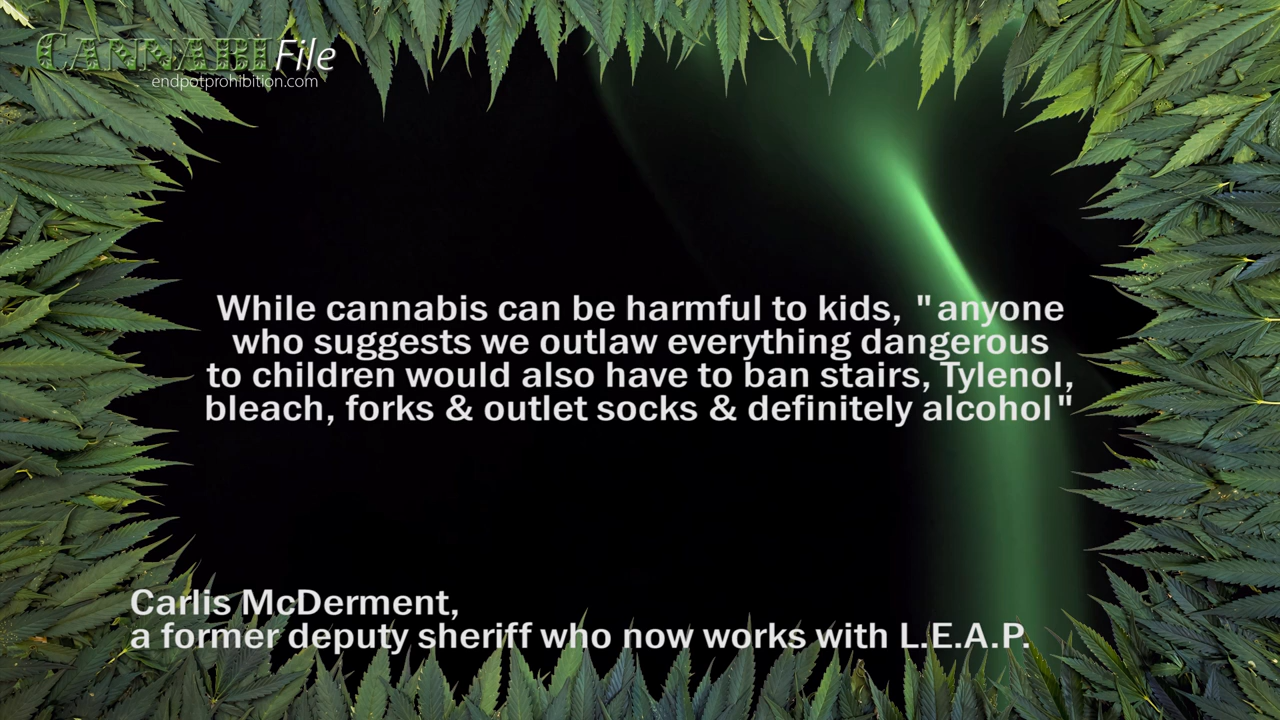 CANNABIFile
endpotprohibition.com
While cannabis can be harmful to kids, "anyone
who suggests we outlaw everything dangerous
to children would also have to ban stairs, Tylenol,
bleach, forks & outlet socks & definitely alcohol"
Carlis McDerment,
a former deputy sheriff who now works with L.E.A.P.